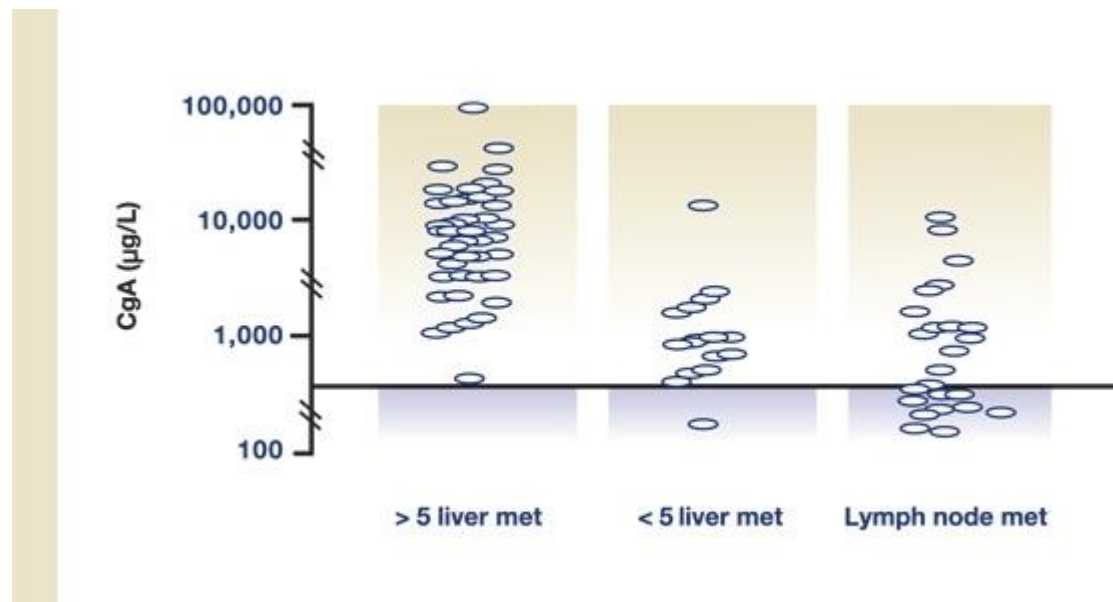 100,000
10,000
CgA (µg/L)
1,000
100
> 5 liver met
< 5 liver met
Lymph node met